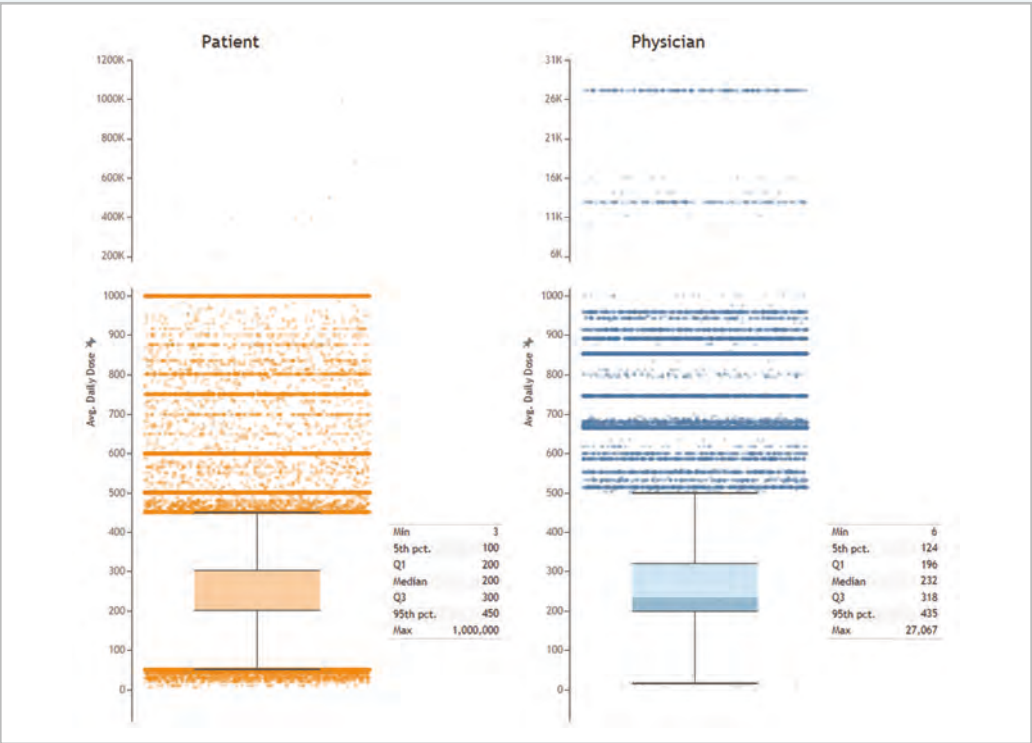 Patient
1200K
1000K
800K
600K
400K
200K
1000
900
800
700
600
500
400
300
200
100
0
Avg. Daily Dose
Min 3
5th pct. 100
Q1 200
Median 200
Q3 300
95th pct. 450
Max 1,000,000
Physician
31K
26K
21K
16K
11K
6K
1000
900
800
700
600
500
400
300
200
100
0
Avg. Daily Dose
Min 6
5th pct. 124
Q1 196
Median 232
Q3 318
95th pct. 435
Max 27,067